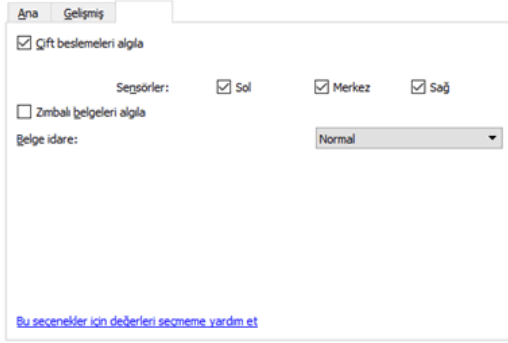 Ana Gelişmiş
Çift beslemeleri algıla
Sensörler: Sol Merkez Sağ
Zımbalı belgeleri algıla
Belge idare: Normal
Bu seçenekler için değerleri seçmeme yardım et